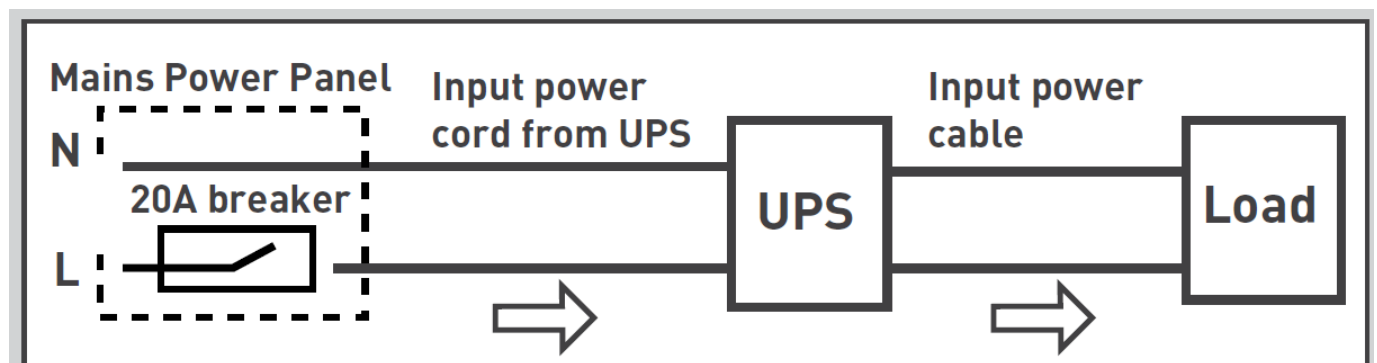 Mains Power Panel
N
20A breaker
L
Input power
cord from UPS
UPS
Input power
cable
Load